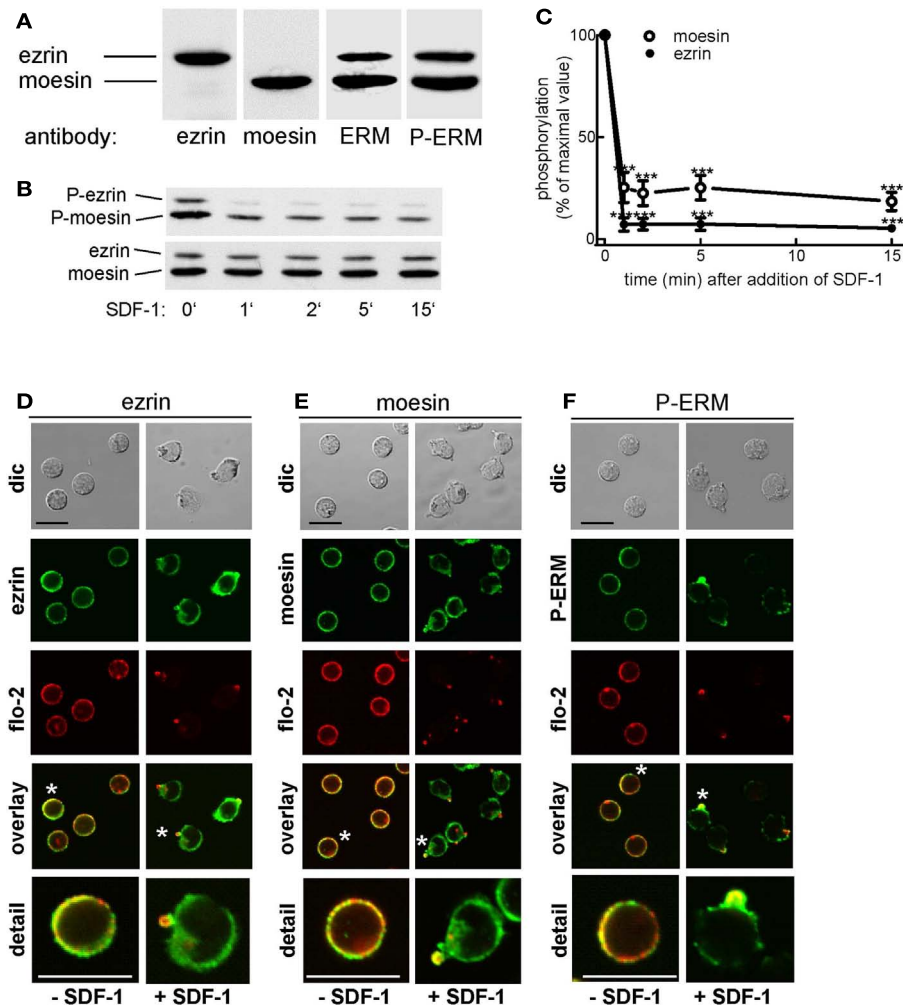 A
ezrin
moesin
antibody: ezrin moesin ERM P-ERM
B
P-ezrin
P-moesin
ezrin
moesin
SDF-1: 0‘ 1‘ 2‘ 5‘ 15‘
C
phosphorylation
(% of maximal value)
100
50
0
moesin
ezrin
*** *** *** ***
*** *** *** ***
0 5 10 15
time (min) after addition of SDF-1
D ezrin
dic
ezrin
flo-2
overlay
* *
detail
- SDF-1 + SDF-1
E moesin
dic
moesin
flo-2
overlay
* *
detail
- SDF-1 + SDF-1
F P-ERM
dic
P-ERM
flo-2
overlay
* *
detail
- SDF-1 + SDF-1